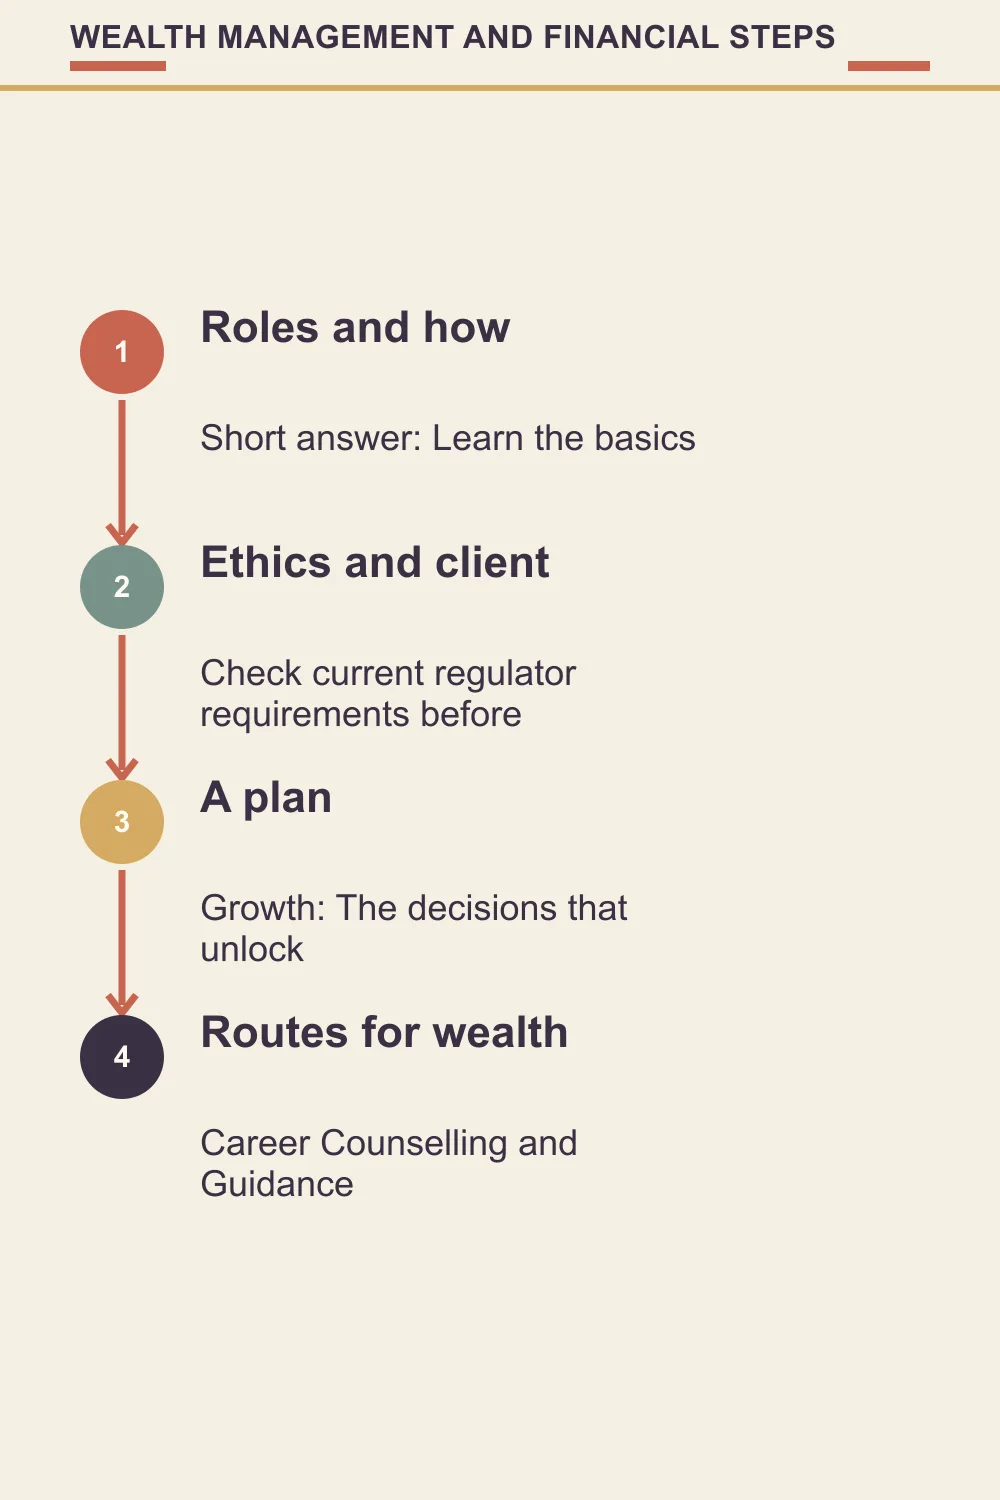 WEALTH MANAGEMENT AND FINANCIAL STEPS
1
Roles and how
Short answer: Learn the basics
2
Ethics and client
Check current regulator
requirements before
3
A plan
Growth: The decisions that
unlock
4
Routes for wealth
Career Counselling and
Guidance